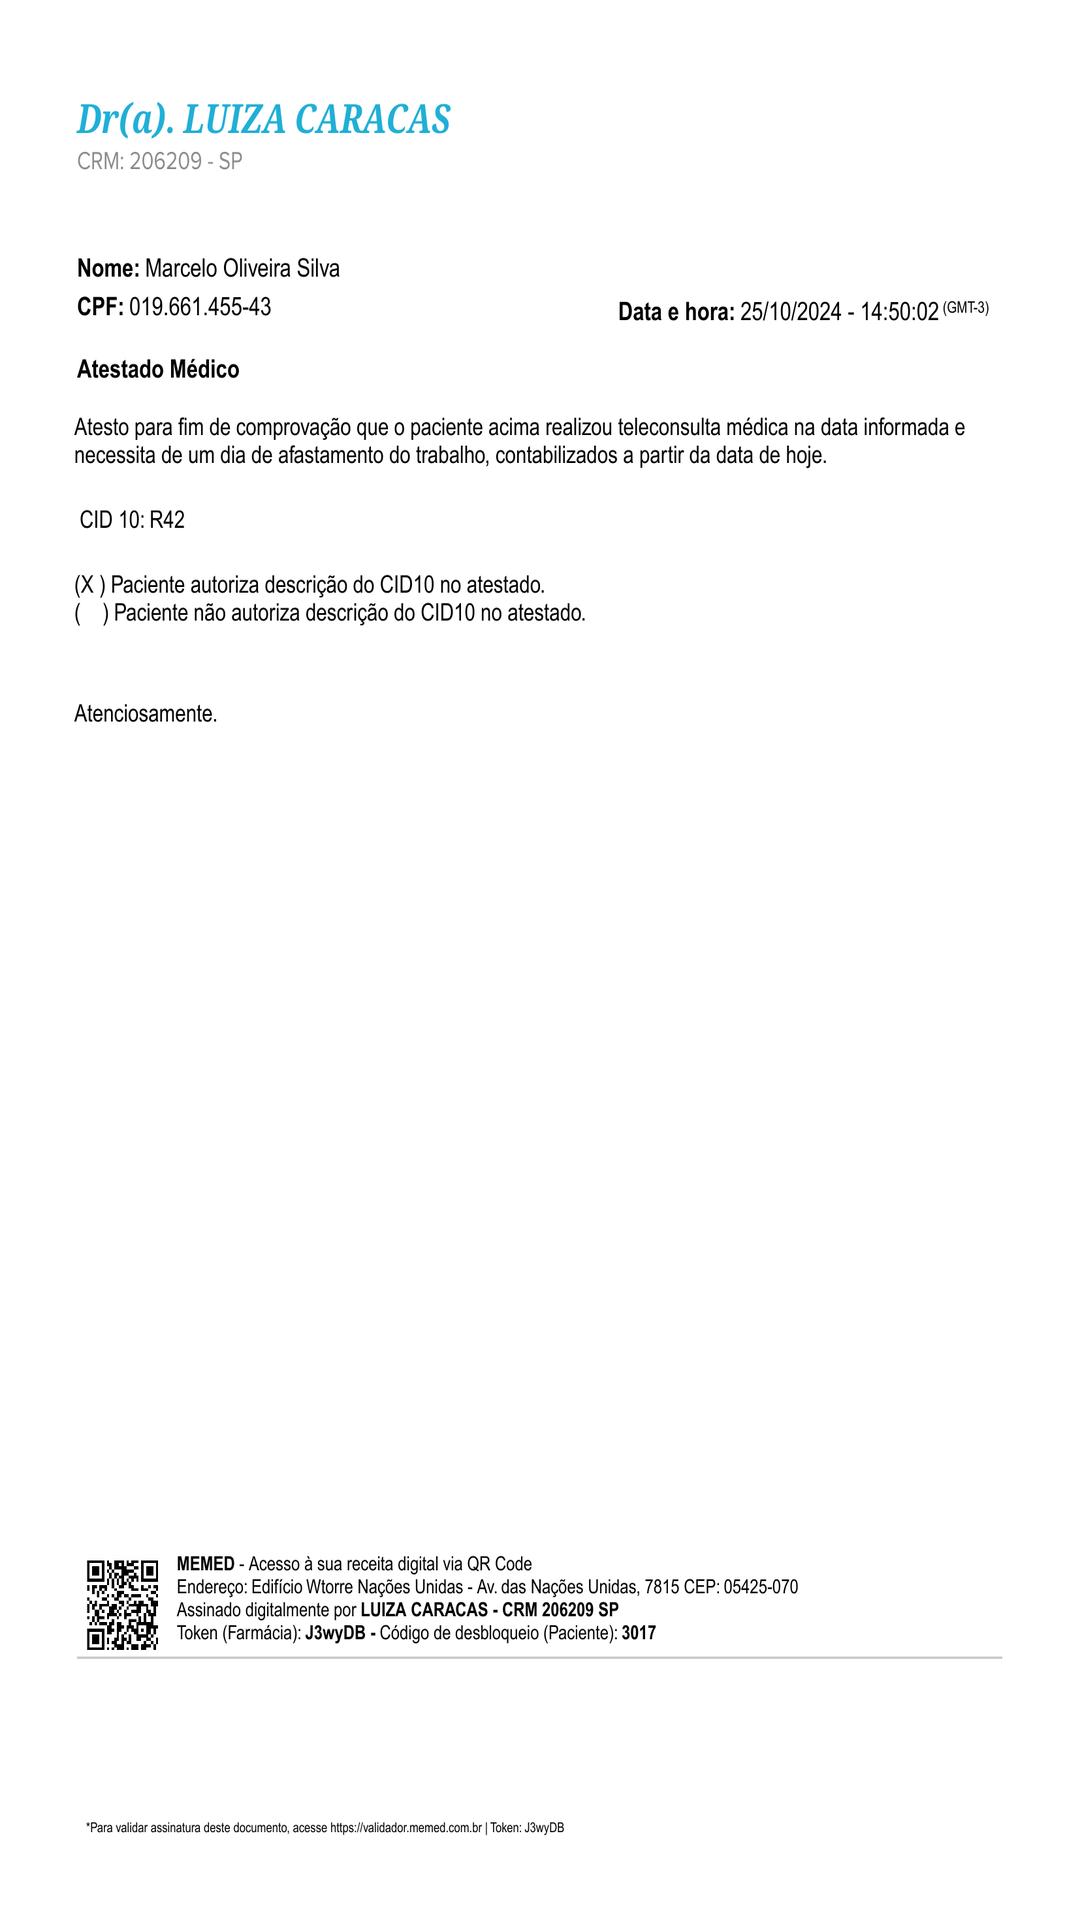 Dr(a). LUIZA CARACAS
CRM: 206209 - SP
Nome: Marcelo Oliveira Silva
CPF: 019.661.455-43
Data e hora: 25/10/2024 - 14:50:02 (GMT-3)
Atestado Médico
Atesto para fim de comprovação que o paciente acima realizou teleconsulta médica na data informada e
necessita de um dia de afastamento do trabalho, contabilizados a partir da data de hoje.
CID 10: R42
(X ) Paciente autoriza descrição do CID10 no atestado.
( ) Paciente não autoriza descrição do CID10 no atestado.
Atenciosamente.
MEMED - Acesso à sua receita digital via QR Code
Endereço: Edifício Wtorre Nações Unidas - Av. das Nações Unidas, 7815 CEP: 05425-070
Assinado digitalmente por LUIZA CARACAS - CRM 206209 SP
Token (Farmácia): J3wyDB - Código de desbloqueio (Paciente): 3017
*Para validar assinatura deste documento, acesse https://validador.memed.com.br | Token: J3wyDB